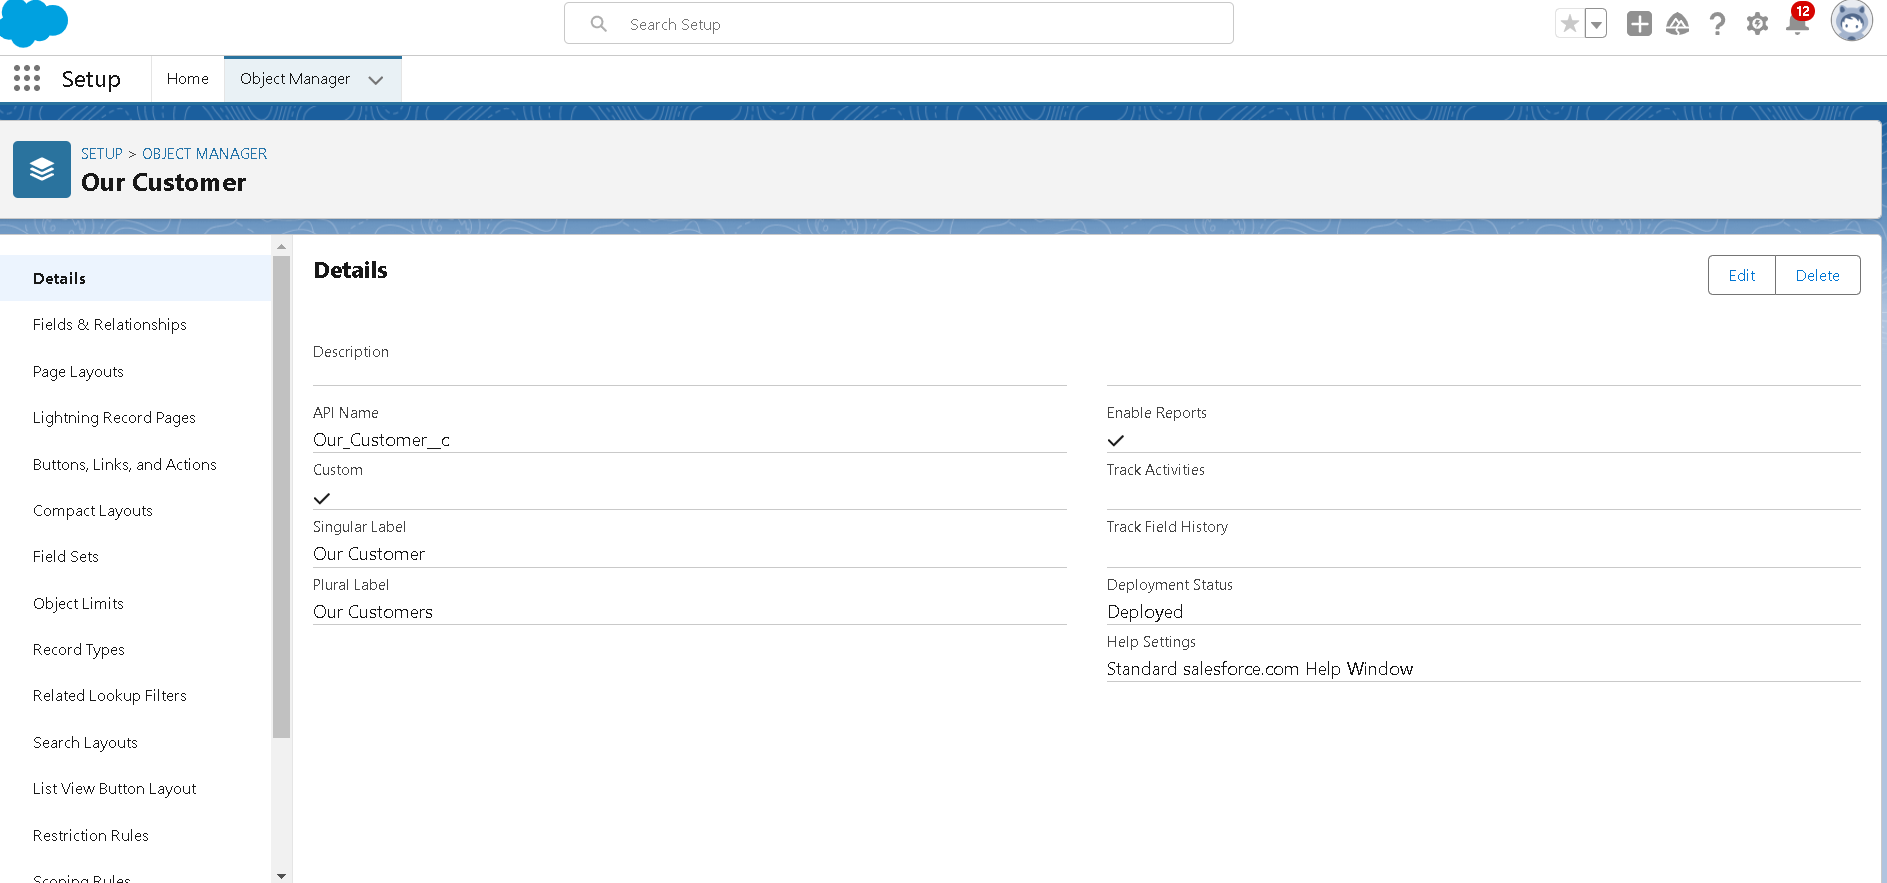 Search Setup
12
Setup
Home
Object Manager
SETUP > OBJECT MANAGER
Our Customer
Details
Fields & Relationships
Page Layouts
Lightning Record Pages
Buttons, Links, and Actions
Compact Layouts
Field Sets
Object Limits
Record Types
Related Lookup Filters
Search Layouts
List View Button Layout
Restriction Rules
Scoping Rules
Details
Edit
Delete
Description
API Name
Our_Customer__c
Custom
Singular Label
Our Customer
Plural Label
Our Customers
Enable Reports
Track Activities
Track Field History
Deployment Status
Deployed
Help Settings
Standard salesforce.com Help Window